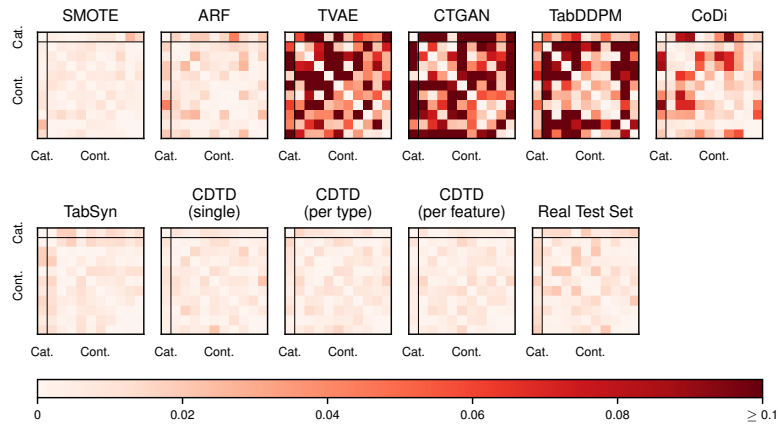 SMOTE ARF TVAE CTGAN TabDDPM CoDi
Cat.
Cont.
Cat. Cont. Cat. Cont. Cat. Cont. Cat. Cont. Cat. Cont. Cat. Cont.
TabSyn CDTD (single) CDTD (per type) CDTD (per feature) Real Test Set
Cat.
Cont.
Cat. Cont. Cat. Cont. Cat. Cont. Cat. Cont. Cat. Cont.
0 0.02 0.04 0.06 0.08 ≥ 0.1